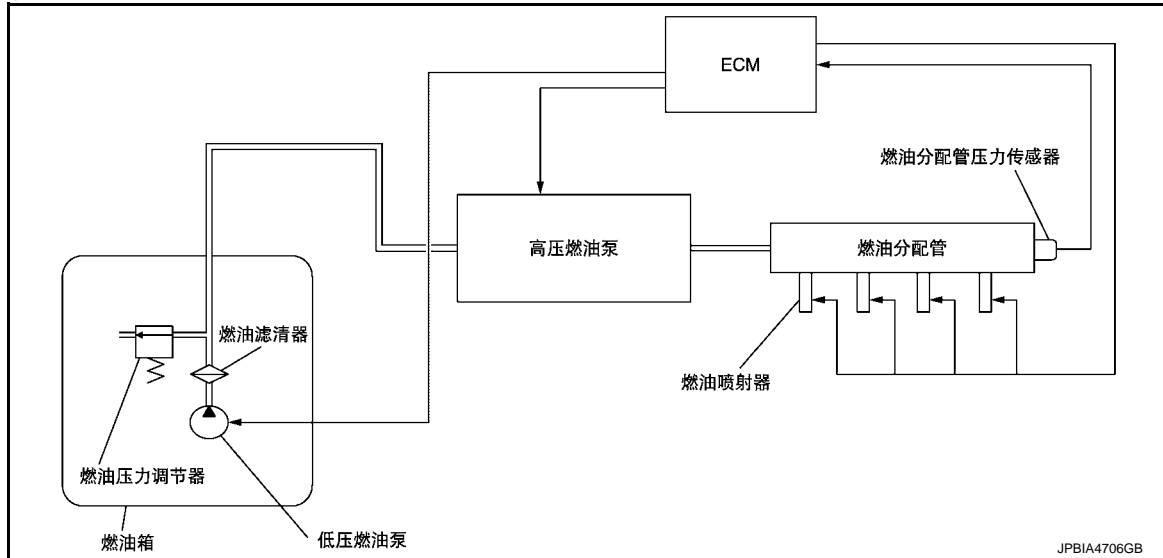 ECM
燃油分配管压力传感器
高压燃油泵
燃油分配管
燃油滤清器
燃油喷射器
燃油压力调节器
燃油箱
低压燃油泵
JPBIA4706GB